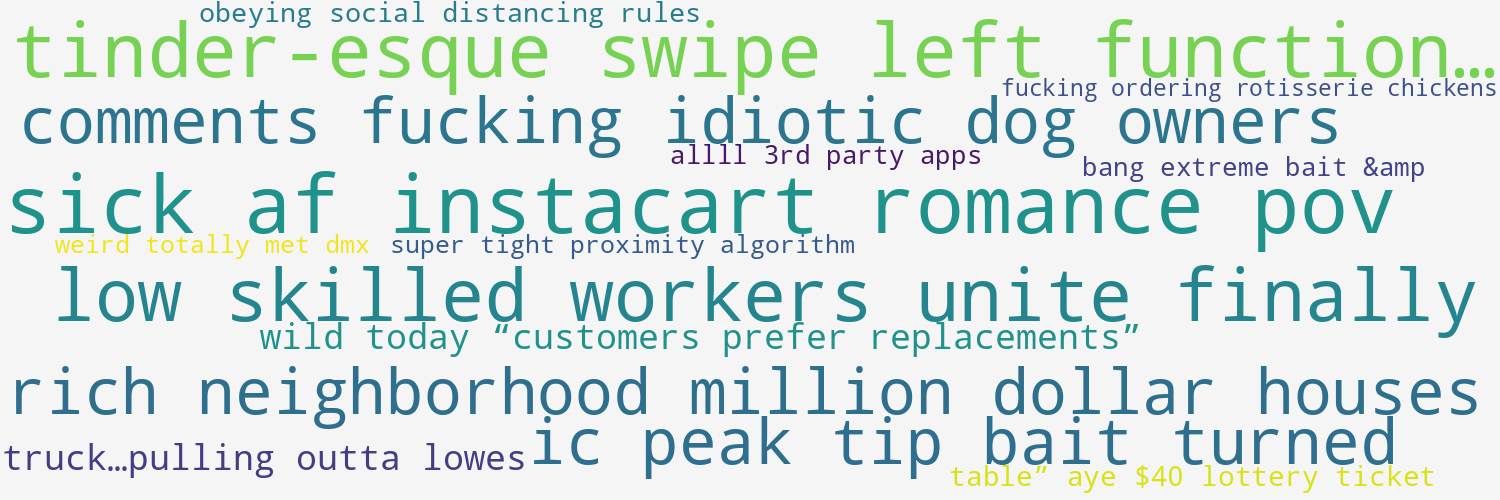 obeying social distancing rules
tinder-esque swipe left function…
fucking ordering rotisserie chickens
comments fucking idiotic dog owners
allll 3rd party apps
bang extreme bait &amp
sick af instacart romance pov
weird totally met dmx
super tight proximity algorithm
low skilled workers unite finally
wild today “customers prefer replacements”
rich neighborhood million dollar houses
ic peak tip bait turned
truck…pulling outta lowes
table” aye $40 lottery ticket